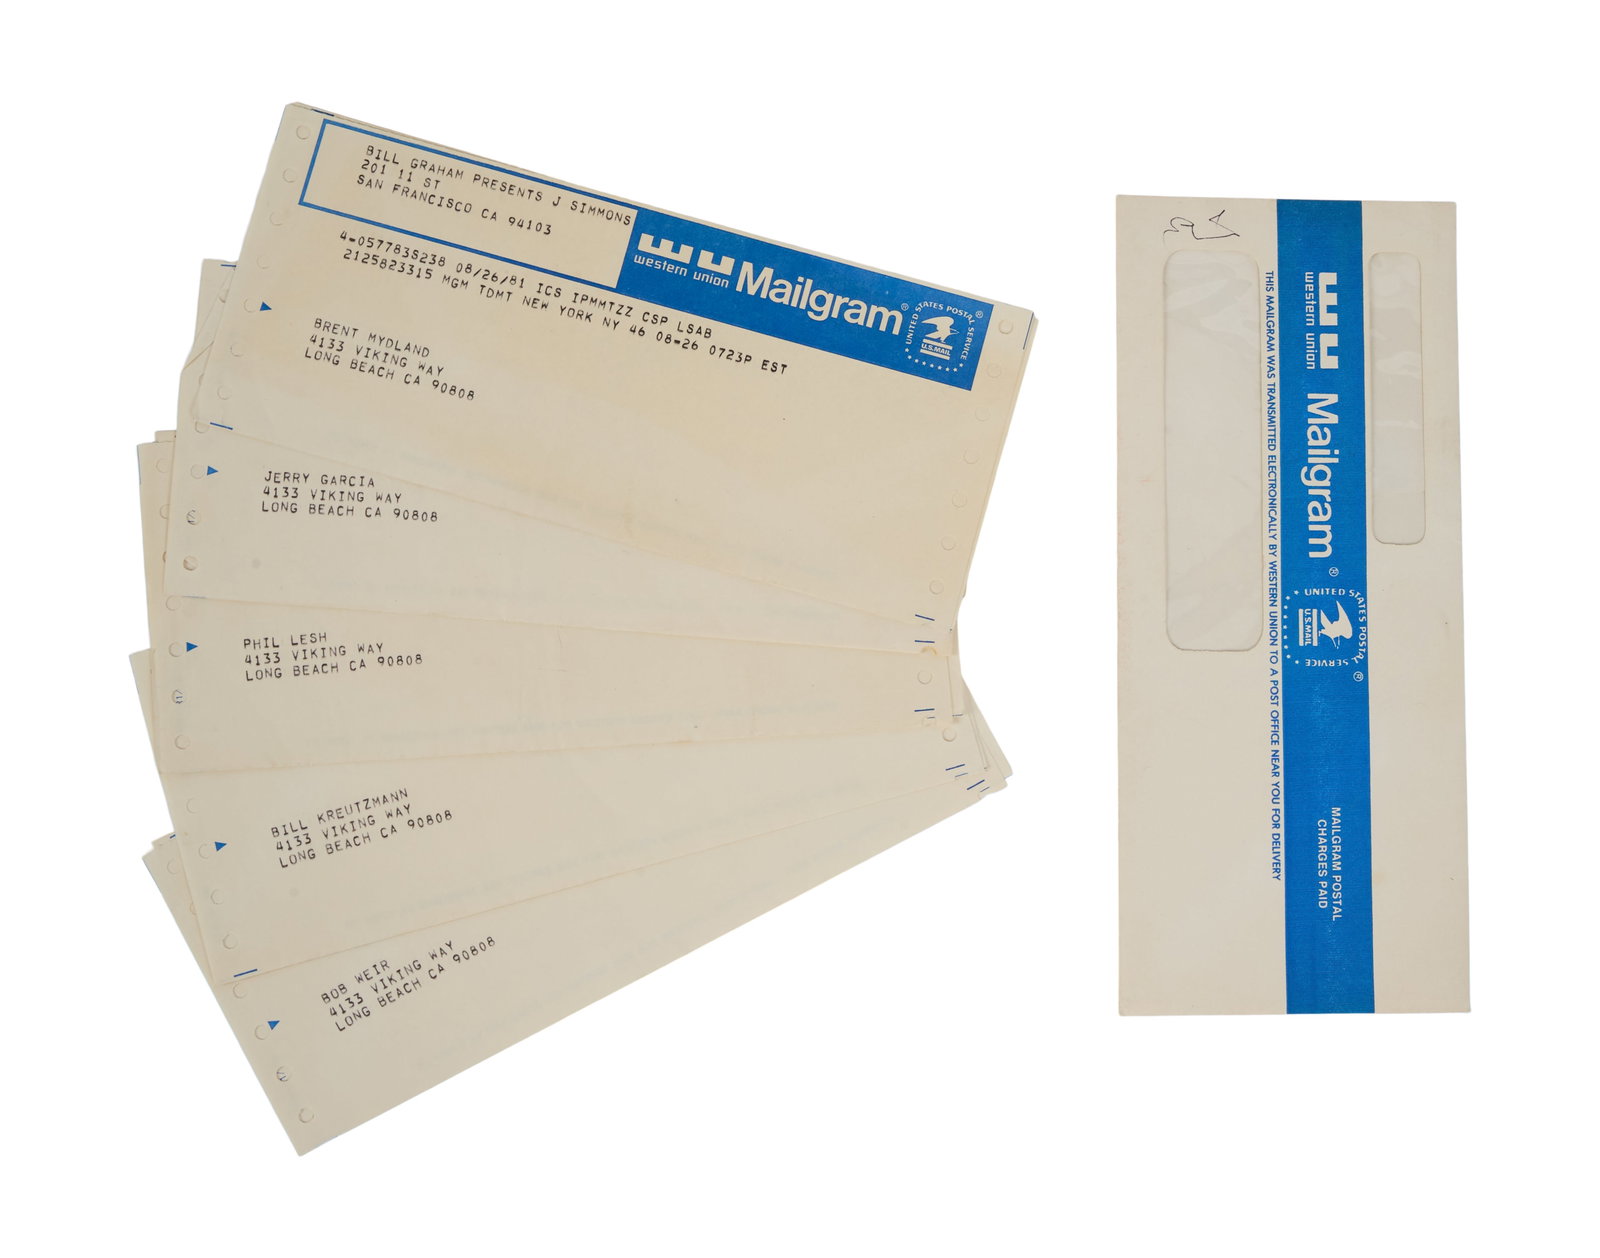 BILL GRAHAM PRESENTS J SIMMONS
201 11 ST
SAN FRANCISCO CA 94103
western union Mailgram®
UNITED STATES POSTAL SERVICE ®
U.S.MAIL
4-057783S238 08/26/81 ICS IPMMTZZ CSP LSAB
2125823315 MGM TDMT NEW YORK NY 46 08-26 0723P EST
BRENT MYDLAND
4133 VIKING WAY
LONG BEACH CA 90808
JERRY GARCIA
4133 VIKING WAY
LONG BEACH CA 90808
PHIL LESH
4133 VIKING WAY
LONG BEACH CA 90808
BILL KREUTZMANN
4133 VIKING WAY
LONG BEACH CA 90808
BOB WEIR
4133 VIKING WAY
LONG BEACH CA 90808
western union Mailgram ®
UNITED STATES POSTAL SERVICE ®
U.S.MAIL
MAILGRAM POSTAL
CHARGES PAID
THIS MAILGRAM WAS TRANSMITTED ELECTRONICALLY BY WESTERN UNION TO A POST OFFICE NEAR YOU FOR DELIVERY